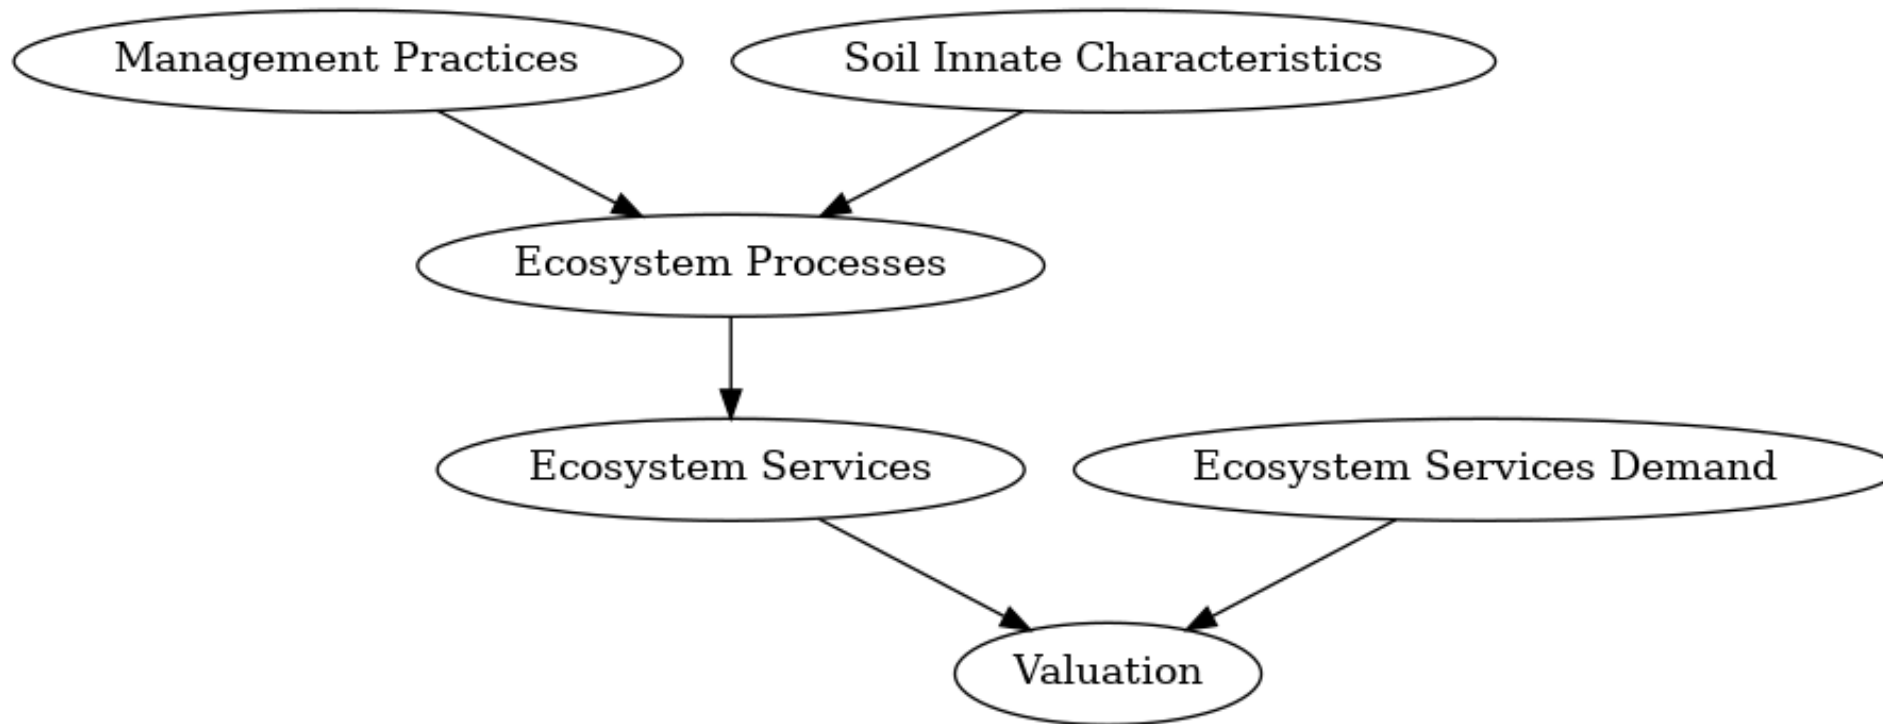 Management Practices
Soil Innate Characteristics
Ecosystem Processes
Ecosystem Services
Ecosystem Services Demand
Valuation